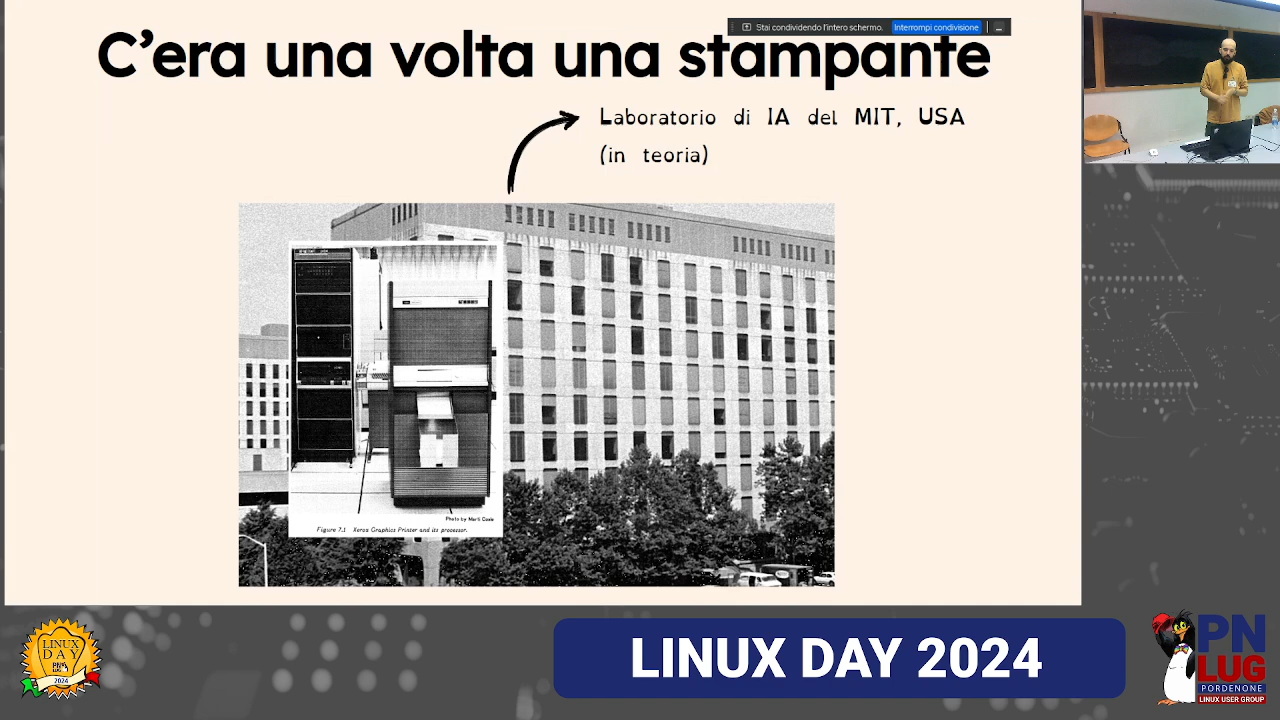 Stai condividendo l'intero schermo.
Interrompi condivisione
C'era una volta una stampante
Laboratorio di IA del MIT, USA
(in teoria)
Photo by Marti Coale
Figure 7.1 Xerox Graphics Printer and its processor.
LINUX
DAY
2024
LINUX DAY 2024
PN
LUG
PORDENONE
LINUX USER GROUP